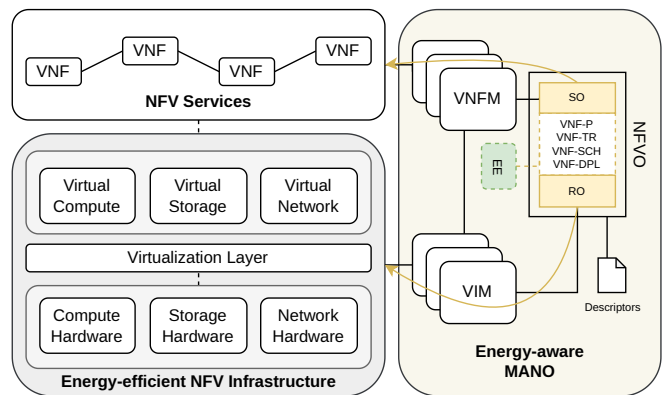 VNF
VNF
VNF
VNF
NFV Services
Virtual
Compute
Virtual
Storage
Virtual
Network
Virtualization Layer
Compute
Hardware
Storage
Hardware
Network
Hardware
Energy-efficient NFV Infrastructure
VNFM
SO
VNF-P
VNF-TR
VNF-SCH
VNF-DPL
RO
NFVO
EE
VIM
Descriptors
Energy-aware
MANO